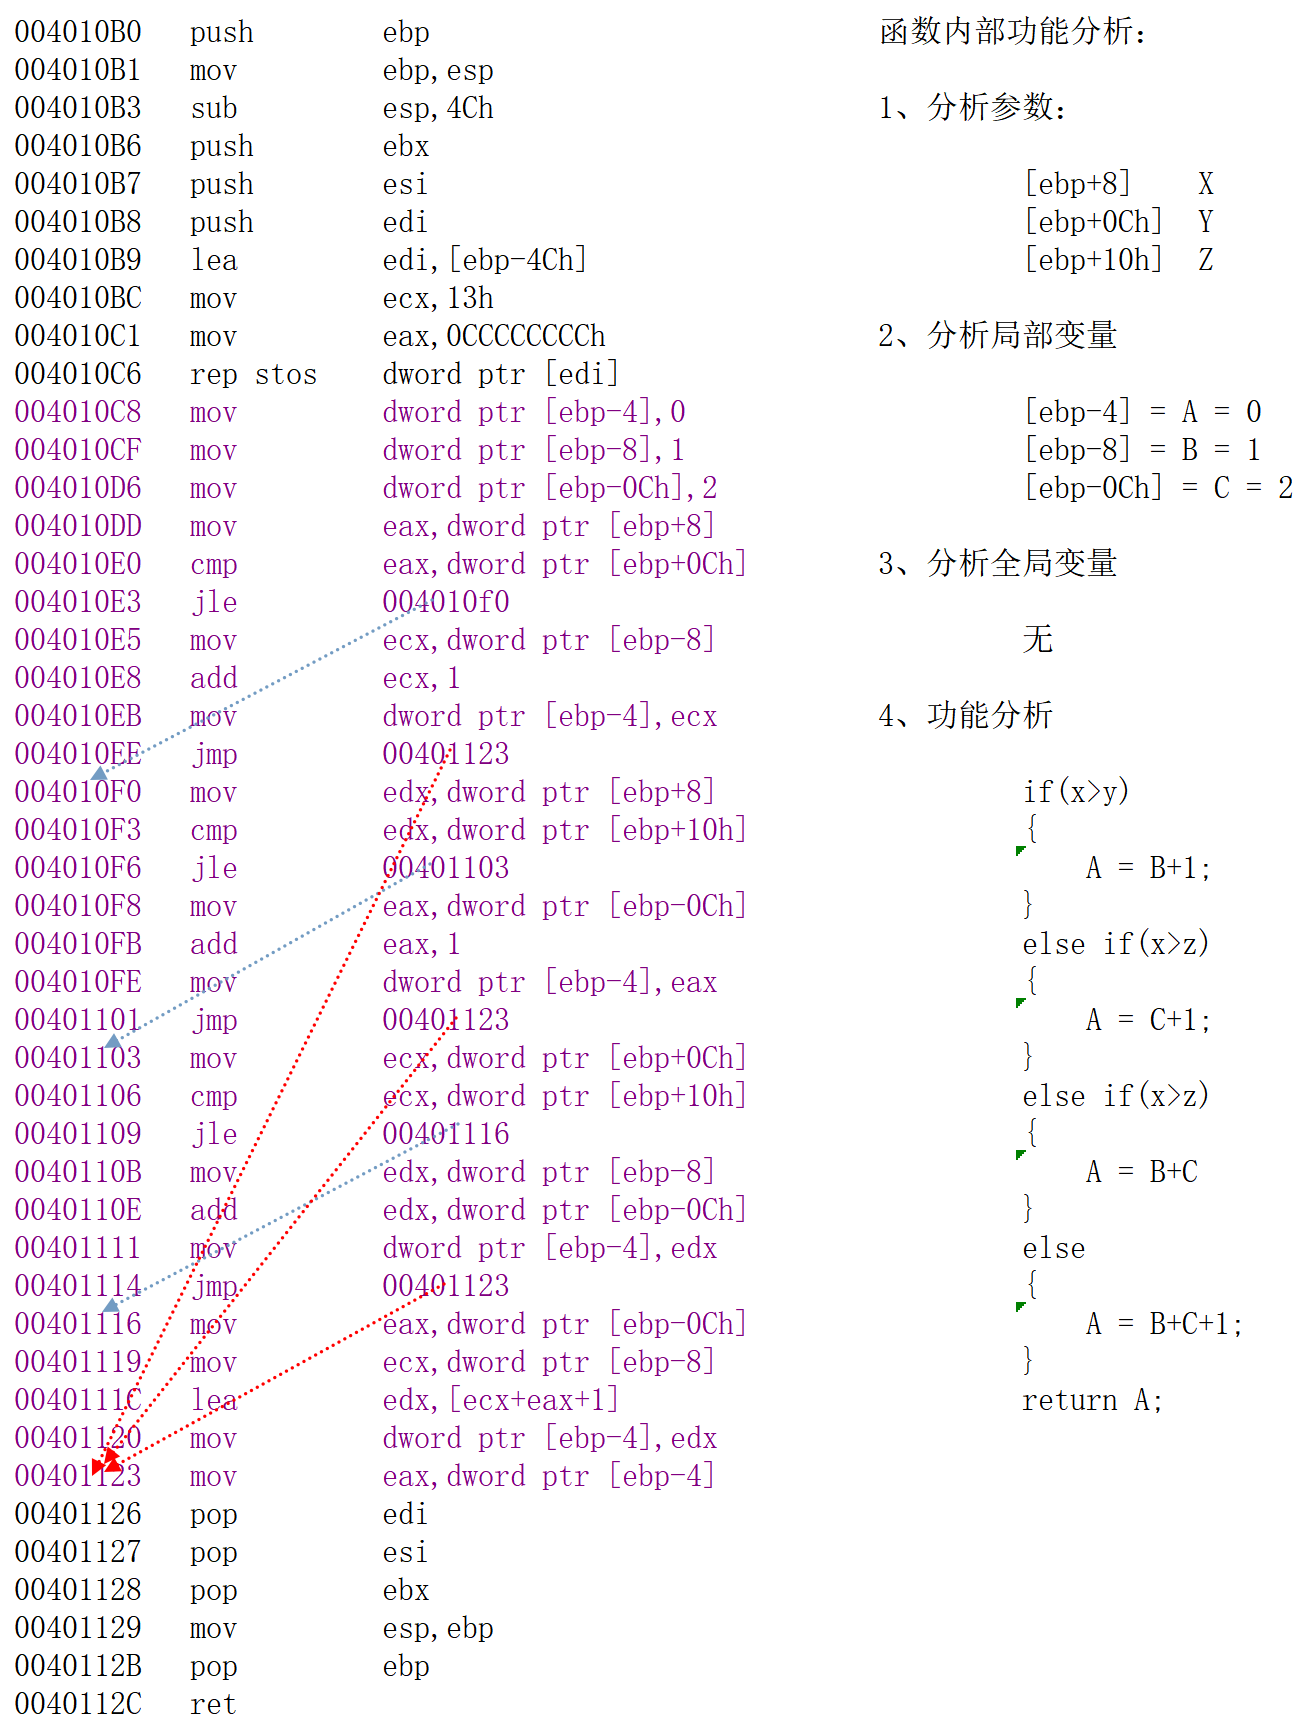 004010B0 push ebp 函数内部功能分析:
004010B1 mov ebp,esp
004010B3 sub esp,4Ch 1、分析参数:
004010B6 push ebx
004010B7 push esi [ebp+8] X
004010B8 push edi [ebp+0Ch] Y
004010B9 lea edi,[ebp-4Ch] [ebp+10h] Z
004010BC mov ecx,13h
004010C1 mov eax,0CCCCCCCCh 2、分析局部变量
004010C6 rep stos dword ptr [edi]
004010C8 mov dword ptr [ebp-4],0 [ebp-4] = A = 0
004010CF mov dword ptr [ebp-8],1 [ebp-8] = B = 1
004010D6 mov dword ptr [ebp-0Ch],2 [ebp-0Ch] = C = 2
004010DD mov eax,dword ptr [ebp+8]
004010E0 cmp eax,dword ptr [ebp+0Ch] 3、分析全局变量
004010E3 jle 004010f0
004010E5 mov ecx,dword ptr [ebp-8] 无
004010E8 add ecx,1
004010EB mov dword ptr [ebp-4],ecx 4、功能分析
004010EE jmp 00401123
004010F0 mov edx,dword ptr [ebp+8] if(x>y)
004010F3 cmp edx,dword ptr [ebp+10h] {
004010F6 jle 00401103 A = B+1;
004010F8 mov eax,dword ptr [ebp-0Ch] }
004010FB add eax,1 else if(x>z)
004010FE mov dword ptr [ebp-4],eax {
00401101 jmp 00401123 A = C+1;
00401103 mov ecx,dword ptr [ebp+0Ch] }
00401106 cmp ecx,dword ptr [ebp+10h] else if(x>z)
00401109 jle 00401116 {
0040110B mov edx,dword ptr [ebp-8] A = B+C
0040110E add edx,dword ptr [ebp-0Ch] }
00401111 mov dword ptr [ebp-4],edx else
00401114 jmp 00401123 {
00401116 mov eax,dword ptr [ebp-0Ch] A = B+C+1;
00401119 mov ecx,dword ptr [ebp-8] }
0040111C lea edx,[ecx+eax+1] return A;
00401120 mov dword ptr [ebp-4],edx
00401123 mov eax,dword ptr [ebp-4]
00401126 pop edi
00401127 pop esi
00401128 pop ebx
00401129 mov esp,ebp
0040112B pop ebp
0040112C ret